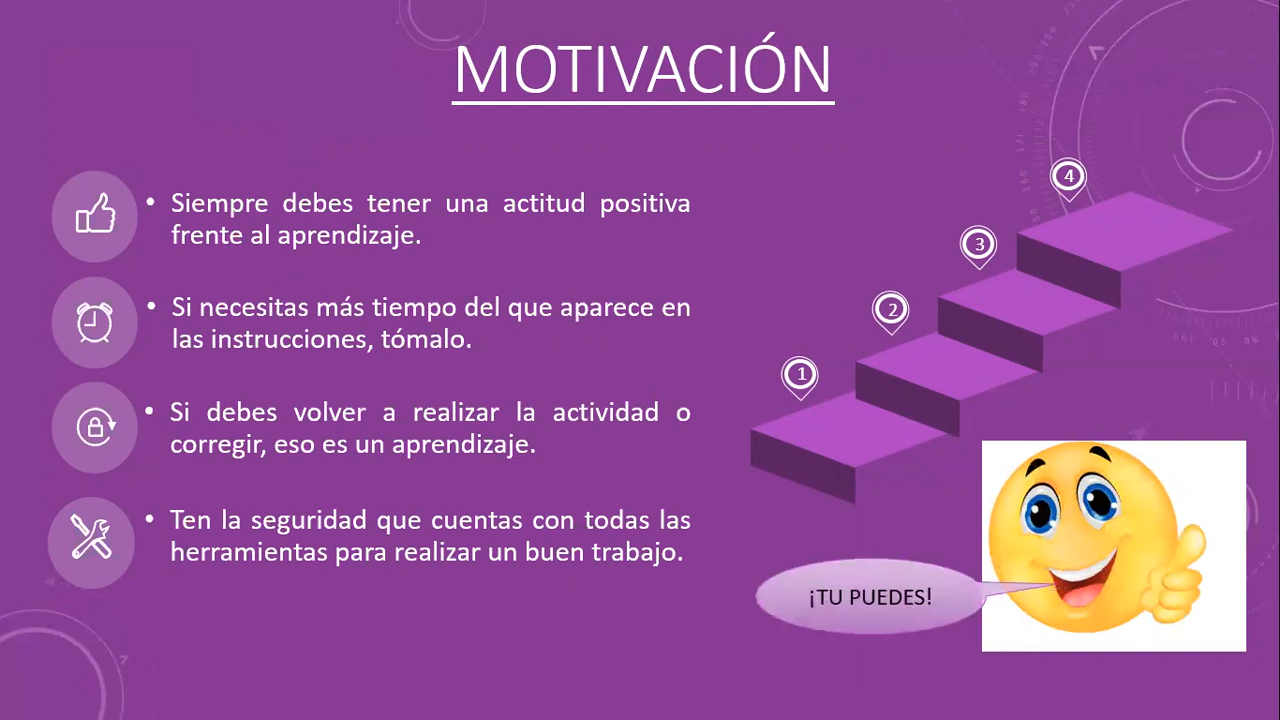 MOTIVACIÓN
• Siempre debes tener una actitud positiva
frente al aprendizaje.
• Si necesitas más tiempo del que aparece en
las instrucciones, tómalo.
• Si debes volver a realizar la actividad o
corregir, eso es un aprendizaje.
• Ten la seguridad que cuentas con todas las
herramientas para realizar un buen trabajo.
4
3
2
1
¡TU PUEDES!